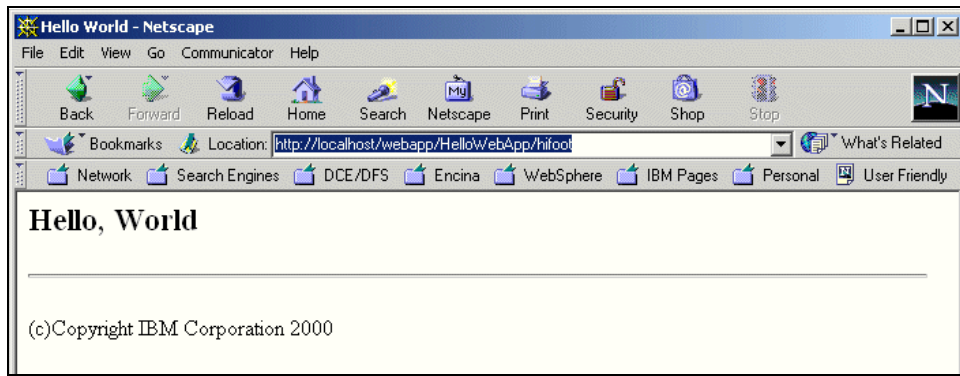 Hello World - Netscape
File Edit View Go Communicator Help
My N
Back Forward Reload Home Search Netscape Print Security Shop Stop
Bookmarks Location: http://localhost/webapp/HelloWebApp/hifoot What's Related
Network Search Engines DCE/DFS Encina WebSphere IBM Pages Personal User Friendly
Hello, World
(c)Copyright IBM Corporation 2000